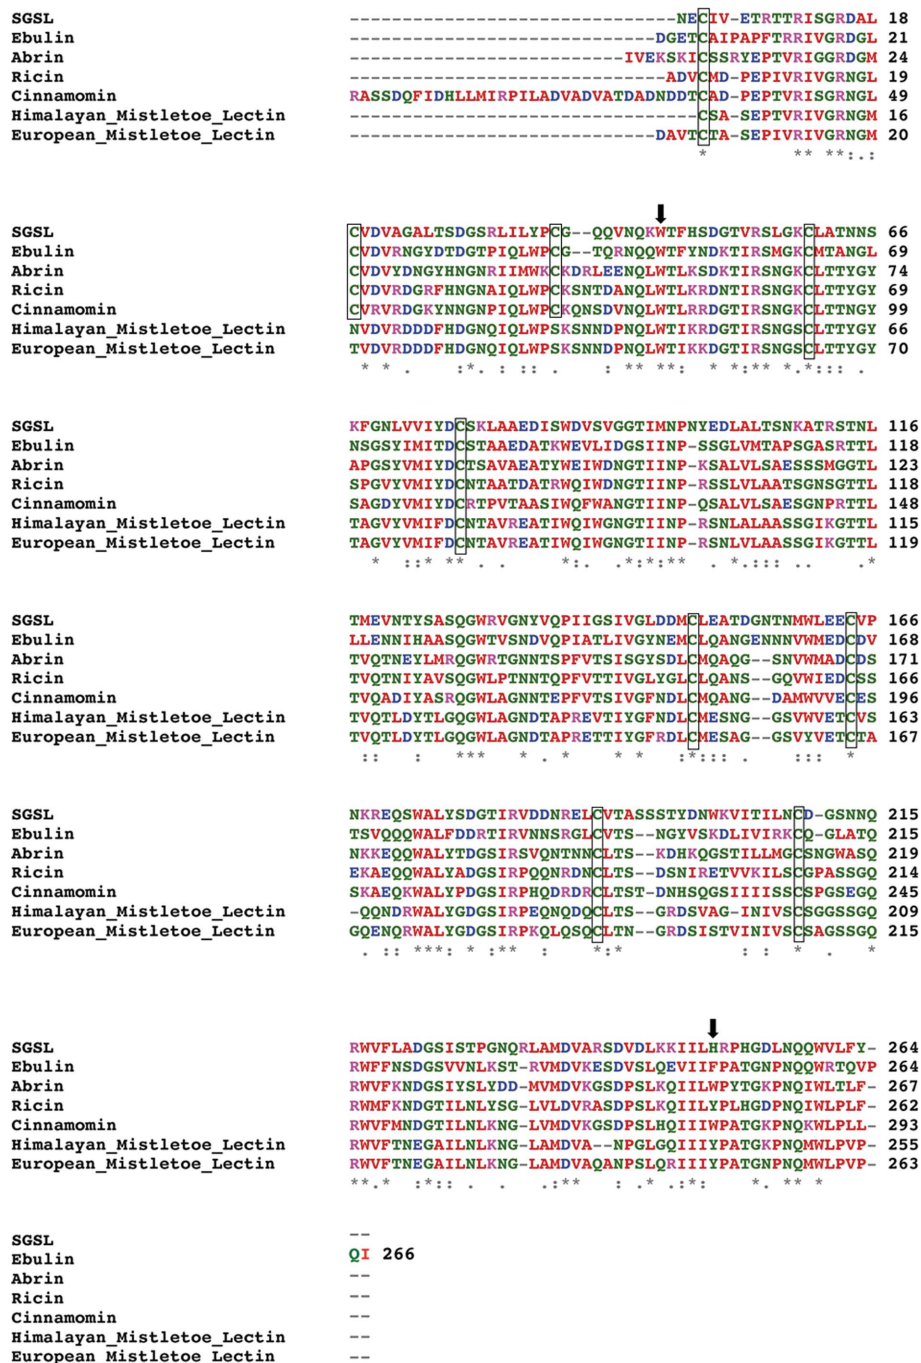 SGSL -------------------------------NECIV-ETRTTRISGRDAL 18
Ebulin -----------------------------DGETCAIPAPFTRRIVGRDGL 21
Abrin --------------------------IVEKSKICSSRYEPTVRIGGRDGM 24
Ricin ------------------------------ADVCMD-PEPIVRIVGRNGL 19
Cinnamomin RASSDQFIDHLLMIRPILADVADVATDADNDDTCAD-PEPTVRISGRNGL 49
Himalayan_Mistletoe_Lectin ---------------------------------CSA-SEPTVRIVGRNGM 16
European_Mistletoe_Lectin -----------------------------DAVTCTA-SEPIVRIVGRNGM 20
* ** **:.:
SGSL CVDVAGALTSDGSRLILYPCG--QQVNQKWTFHSDGTVRSLGKCLATNNS 66
Ebulin CVDVRNGYDTDGTPIQLWPCG--TQRNQQWTFYNDKTIRSMGKCMTANGL 69
Abrin CVDVYDNGYHNGNRIIMWKCKDRLEENQLWTLKSDKTIRSNGKCLTTYGY 74
Ricin CVDVRDGRFHNGNAIQLWPCKSNTDANQLWTLKRDNTIRSNGKCLTTYGY 69
Cinnamomin CVRVRDGKYNNGNPIQLWPCKQNSDVNQLWTLRRDGTIRSNGKCLTTNGY 99
Himalayan_Mistletoe_Lectin NVDVRDDDFHDGNQIQLWPSKSNNDPNQLWTIKRDGTIRSNGSCLTTNGY 66
European_Mistletoe_Lectin TVDVRDDDFHDGNQIQLWPSKSNNDPNQLWTIKKDGTIRSNGSCLTTYGY 70
* * . :*. : :: . : ** **: * *:** * *.*::: .
SGSL KFGNLVVIYDCSKLAAEDISWDVSVGGTIMNPNYEDLALTSNKATRSTNL 116
Ebulin NSGSYIMITDCSTAAEDATKWEVLIDGSIINP-SSGLVMTAPSGASRTTL 118
Abrin APGSYVMIYDCTSAVAEATYWEIWDNGTIINP-KSALVLSAESSSMGGTL 123
Ricin SPGVYVMIYDCNTAATDATRWQIWDNGTIINP-RSSLVLAATSGNSGTTL 118
Cinnamomin SAGDYVMIYDCRTPVTAASIWQFWANGTIINP-QSALVLSAESGNPRTTL 148
Himalayan_Mistletoe_Lectin TAGVYVMIFDCNTAVREATIWQIWGNGTIINP-RSNLALAASSGIKGTTL 115
European_Mistletoe_Lectin TAGVYVMIFDCNTAVREATIWQIWGNGTIINP-RSNLVLAASSGIKGTTL 119
* ::* ** . . *:. .*:*:** . *.:: .. .*
SGSL TMEVNTYSASQGWRVGNYVQPIIGSIVGLDDMCLEATDGNTNMWLEECVP 166
Ebulin LLENNIHAASQGWTVSNDVQPIATLIVGYNEMCLQANGENNNVWMEDCDV 168
Abrin TVQTNEYLMRQGWRTGNNTSPFVTSISGYSDLCMQAQG--SNVWMADCDS 171
Ricin TVQTNIYAVSQGWLPTNNTQPFVTTIVGLYGLCLQANS--GQVWIEDCSS 166
Cinnamomin TVQADIYASRQGWLAGNNTEPFVTSIVGFNDLCMQANG--DAMWVVECES 196
Himalayan_Mistletoe_Lectin TVQTLDYTLGQGWLAGNDTAPREVTIYGFNDLCMESNG--GSVWVETCVS 163
European_Mistletoe_Lectin TVQTLDYTLGQGWLAGNDTAPRETTIYGFRDLCMESAG--GSVYVETCTA 167
:: : *** * . * * * :*:.: ::: *
SGSL NKREQSWALYSDGTIRVDDNRELCVTASSSTYDNWKVITILNCD-GSNNQ 215
Ebulin TSVQQQWALFDDRTIRVNNSRGLCVTS--NGYVSKDLIVIRKCQ-GLATQ 215
Abrin NKKEQQWALYTDGSIRSVQNTNNCLTS--KDHKQGSTILLMGCSNGWASQ 219
Ricin EKAEQQWALYADGSIRPQQNRDNCLTS--DSNIRETVVKILSCGPASSGQ 214
Cinnamomin SKAEQKWALYPDGSIRPHQDRDRCLTST-DNHSQGSIIIISSCSPGSEGQ 245
Himalayan_Mistletoe_Lectin -QQNDRWALYGDGSIRPEQNQDQCLTS--GRDSVAG-INIVSCSGGSSGQ 209
European_Mistletoe_Lectin GQENQRWALYGDGSIRPKQLQSQCLTN--GRDSISTVINIVSCSAGSSGQ 215
. :: ***: * :** : *:* : : * . *
SGSL RWVFLADGSISTPGNQRLAMDVARSDVDLKKIILHRPHGDLNQQWVLFY- 264
Ebulin RWFFNSDGSVVNLKST-RVMDVKESDVSLQEVIIFPATGNPNQQWRTQVP 264
Abrin RWVFKNDGSIYSLYDD-MVMDVKGSDPSLKQIILWPYTGKPNQIWLTLF- 267
Ricin RWMFKNDGTILNLYSG-LVLDVRASDPSLKQIILYPLHGDPNQIWLPLF- 262
Cinnamomin RWVFMNDGTILNLKNG-LVMDVKGSDPSLHQIIIWPATGKPNQKWLPLL- 293
Himalayan_Mistletoe_Lectin RWVFTNEGAILNLKNG-LAMDVA--NPGLGQIIIYPATGKPNQMWLPVP- 255
European_Mistletoe_Lectin RWVFTNEGAILNLKNG-LAMDVAQANPSLQRIIIYPATGNPNQMWLPVP- 263
**.* :*:: . . .:** : .* .:*: *. ** *
SGSL --
Ebulin QI 266
Abrin --
Ricin --
Cinnamomin --
Himalayan_Mistletoe_Lectin --
European_Mistletoe_Lectin --